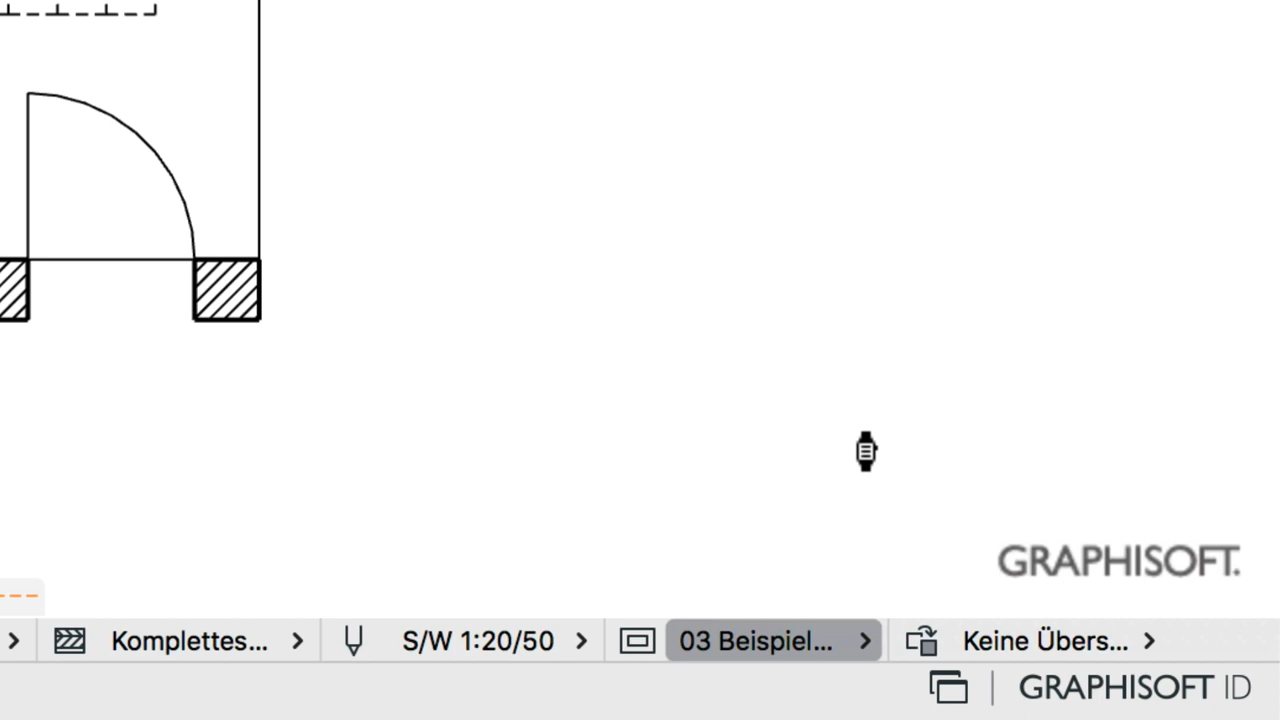 GRAPHISOFT.
Komplettes... S/W 1:20/50 03 Beispiel... Keine Übers...
GRAPHISOFT ID